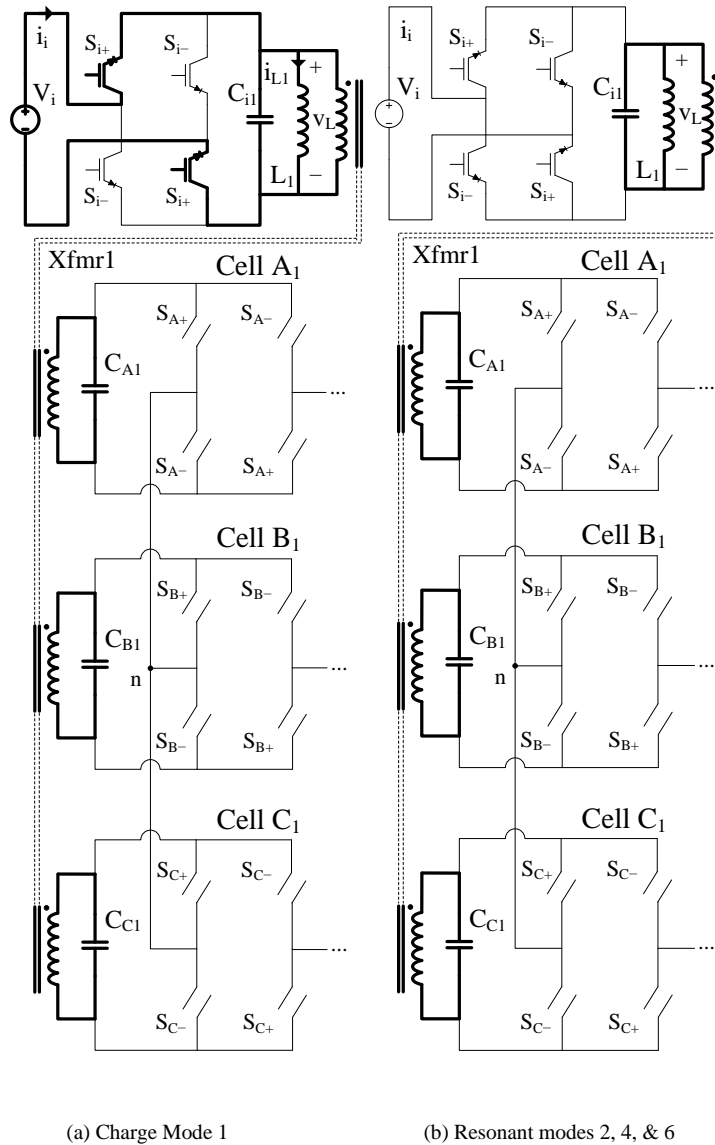 i_i
S_i+
S_i−
V_i
C_i1
i_L1
+
v_L
−
L_1
S_i−
S_i+
Xfmr1
Cell A_1
S_A+
S_A−
C_A1
...
S_A−
S_A+
Cell B_1
S_B+
S_B−
C_B1
n
...
S_B−
S_B+
Cell C_1
S_C+
S_C−
C_C1
...
S_C−
S_C+
(a) Charge Mode 1
i_i
S_i+
S_i−
V_i
C_i1
+
v_L
−
L_1
S_i−
S_i+
Xfmr1
Cell A_1
S_A+
S_A−
C_A1
...
S_A−
S_A+
Cell B_1
S_B+
S_B−
C_B1
n
...
S_B−
S_B+
Cell C_1
S_C+
S_C−
C_C1
...
S_C−
S_C+
(b) Resonant modes 2, 4, & 6